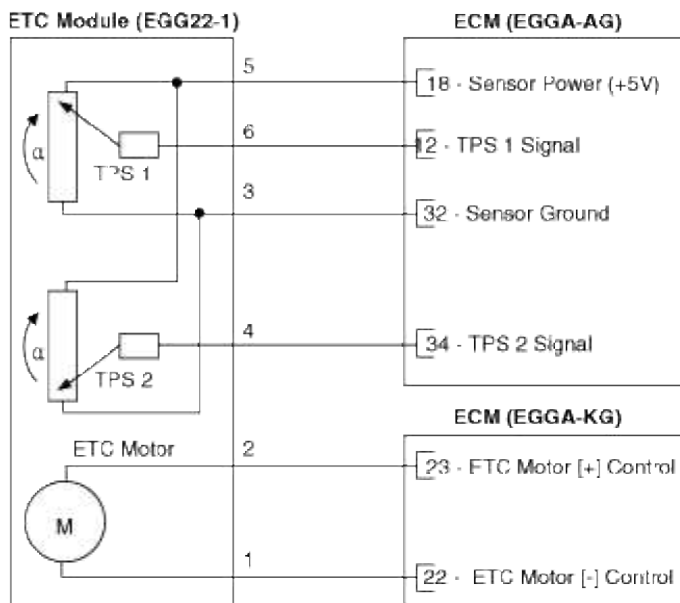 ETC Module (EGG22-1)
ECM (EGGA-AG)
5
18 - Sensor Power (+5V)
6
12 - TPS 1 Signal
α
TPS 1
3
32 - Sensor Ground
4
34 - TPS 2 Signal
α
TPS 2
ECM (EGGA-KG)
ETC Motor
2
23 - ETC Motor [+] Control
M
1
22 - ETC Motor [-] Control